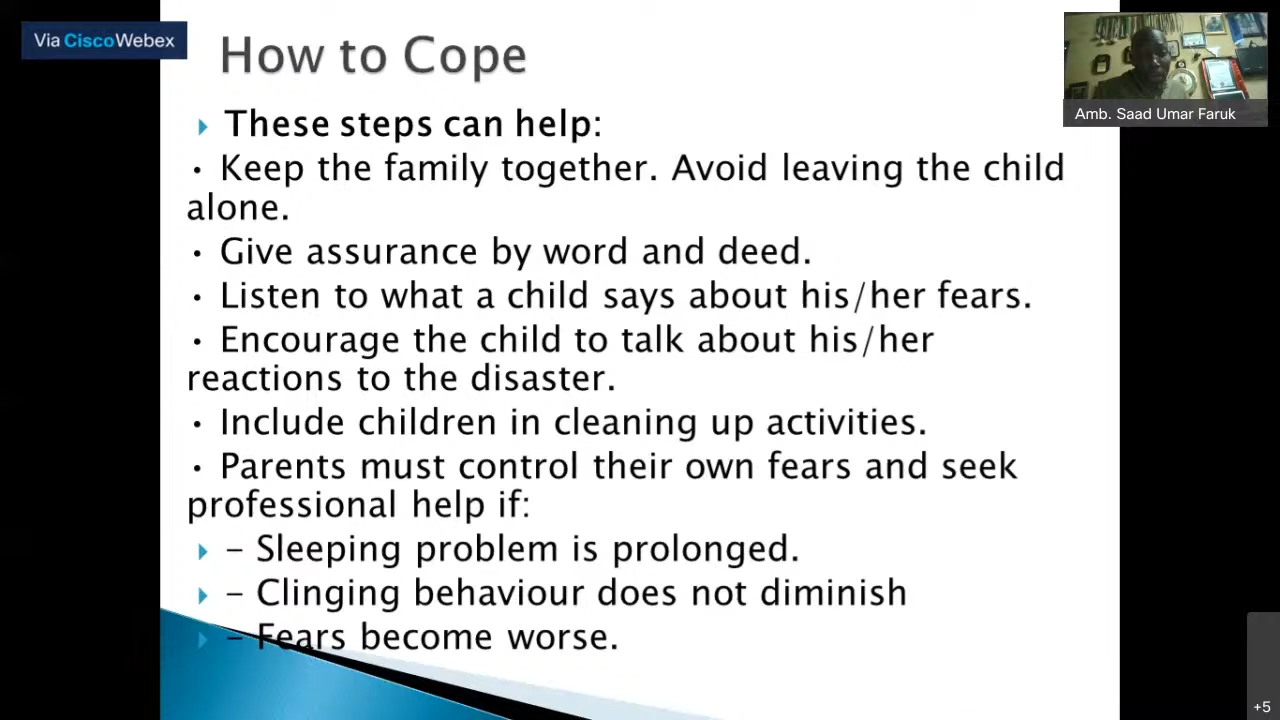 Via CiscoWebex
How to Cope
Amb. Saad Umar Faruk
These steps can help:
• Keep the family together. Avoid leaving the child
alone.
• Give assurance by word and deed.
• Listen to what a child says about his/her fears.
• Encourage the child to talk about his/her
reactions to the disaster.
• Include children in cleaning up activities.
• Parents must control their own fears and seek
professional help if:
– Sleeping problem is prolonged.
– Clinging behaviour does not diminish
– Fears become worse.
+5